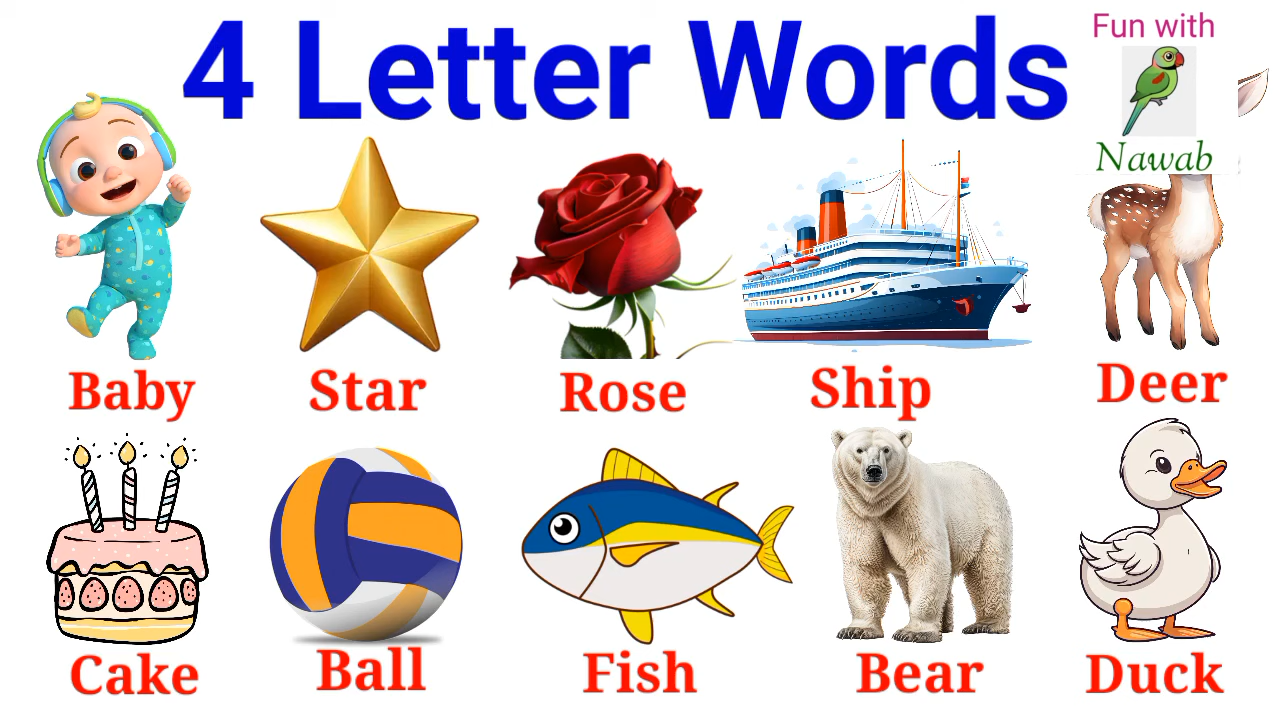 4 Letter Words
Fun with
Nawab
Baby Star Rose Ship Deer
Cake Ball Fish Bear Duck